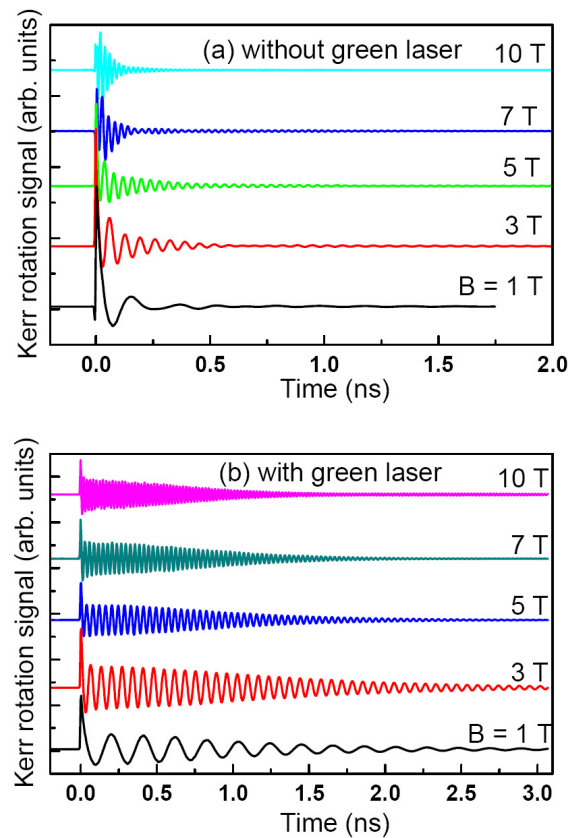 (a) without green laser
10 T
7 T
5 T
3 T
B = 1 T
Kerr rotation signal (arb. units)
0.0 0.5 1.0 1.5 2.0
Time (ns)
(b) with green laser
10 T
7 T
5 T
3 T
B = 1 T
Kerr rotation signal (arb. units)
0.0 0.5 1.0 1.5 2.0 2.5 3.0
Time (ns)